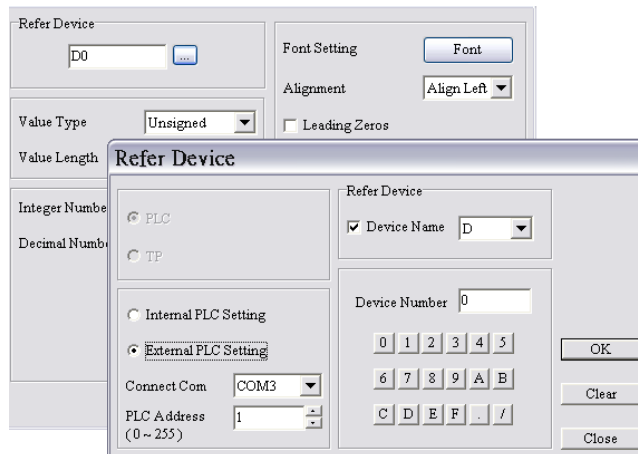 Refer Device
D0
...
Value Type
Unsigned
Value Length
Integer Numbe
Decimal Numb
Font Setting
Font
Alignment
Align Left
Leading Zeros
Refer Device
PLC
TP
Internal PLC Setting
External PLC Setting
Connect Com
COM3
PLC Address
1
(0 ~ 255)
Refer Device
Device Name
D
Device Number
0
0 1 2 3 4 5
6 7 8 9 A B
C D E F . /
OK
Clear
Close